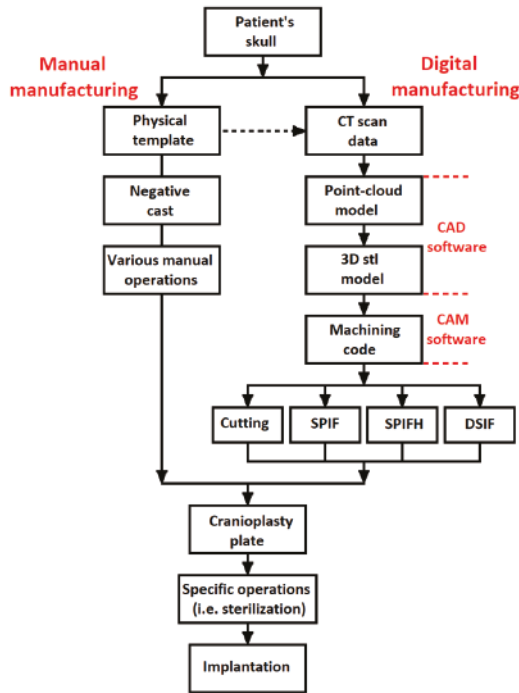 Patient's
skull
Manual
manufacturing
Digital
manufacturing
Physical
template
CT scan
data
Negative
cast
Point-cloud
model
CAD
software
Various manual
operations
3D stl
model
Machining
code
CAM
software
Cutting
SPIF
SPIFH
DSIF
Cranioplasty
plate
Specific operations
(i.e. sterilization)
Implantation